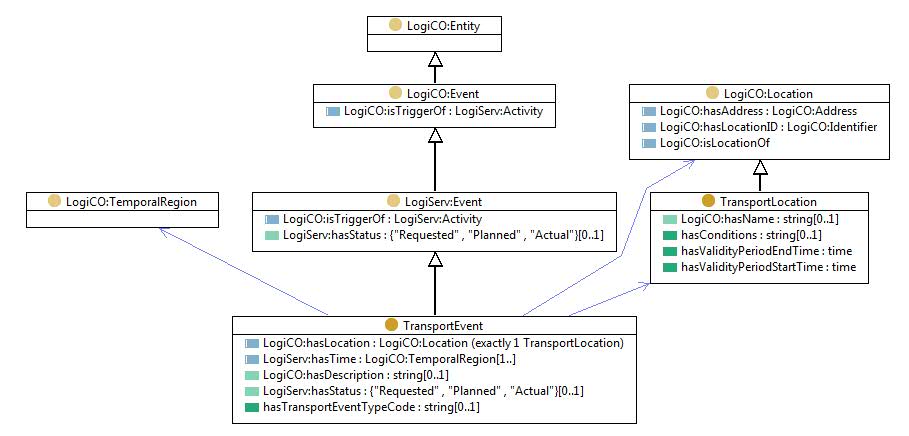 LogiCO:Entity
LogiCO:Event
LogiCO:isTriggerOf : LogiServ:Activity
LogiCO:Location
LogiCO:hasAddress : LogiCO:Address
LogiCO:hasLocationID : LogiCO:Identifier
LogiCO:isLocationOf
LogiCO:TemporalRegion
LogiServ:Event
LogiCO:isTriggerOf : LogiServ:Activity
LogiServ:hasStatus : {"Requested" , "Planned" , "Actual"}[0..1]
TransportLocation
LogiCO:hasName : string[0..1]
hasConditions : string[0..1]
hasValidityPeriodEndTime : time
hasValidityPeriodStartTime : time
TransportEvent
LogiCO:hasLocation : LogiCO:Location (exactly 1 TransportLocation)
LogiServ:hasTime : LogiCO:TemporalRegion[1..]
LogiCO:hasDescription : string[0..1]
LogiServ:hasStatus : {"Requested" , "Planned" , "Actual"}[0..1]
hasTransportEventTypeCode : string[0..1]